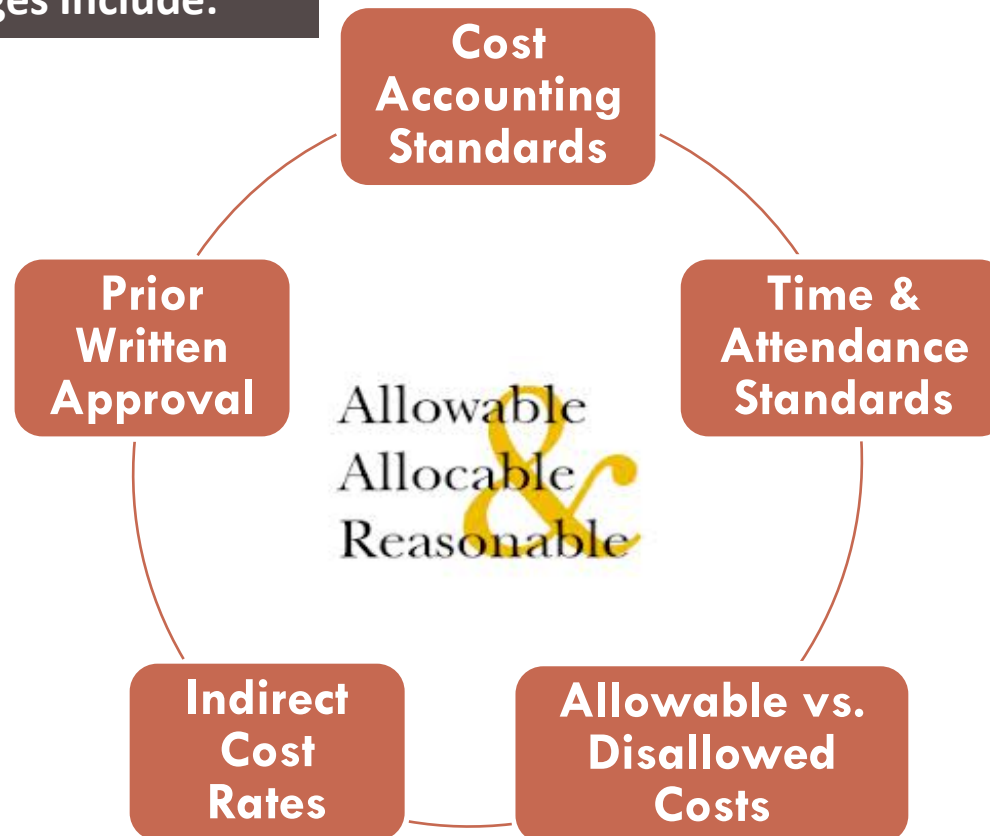 include:
Cost
Accounting
Standards
Time &
Attendance
Standards
Allowable vs.
Disallowed
Costs
Indirect
Cost
Rates
Prior
Written
Approval
Allowable
Allocable
Reasonable
&